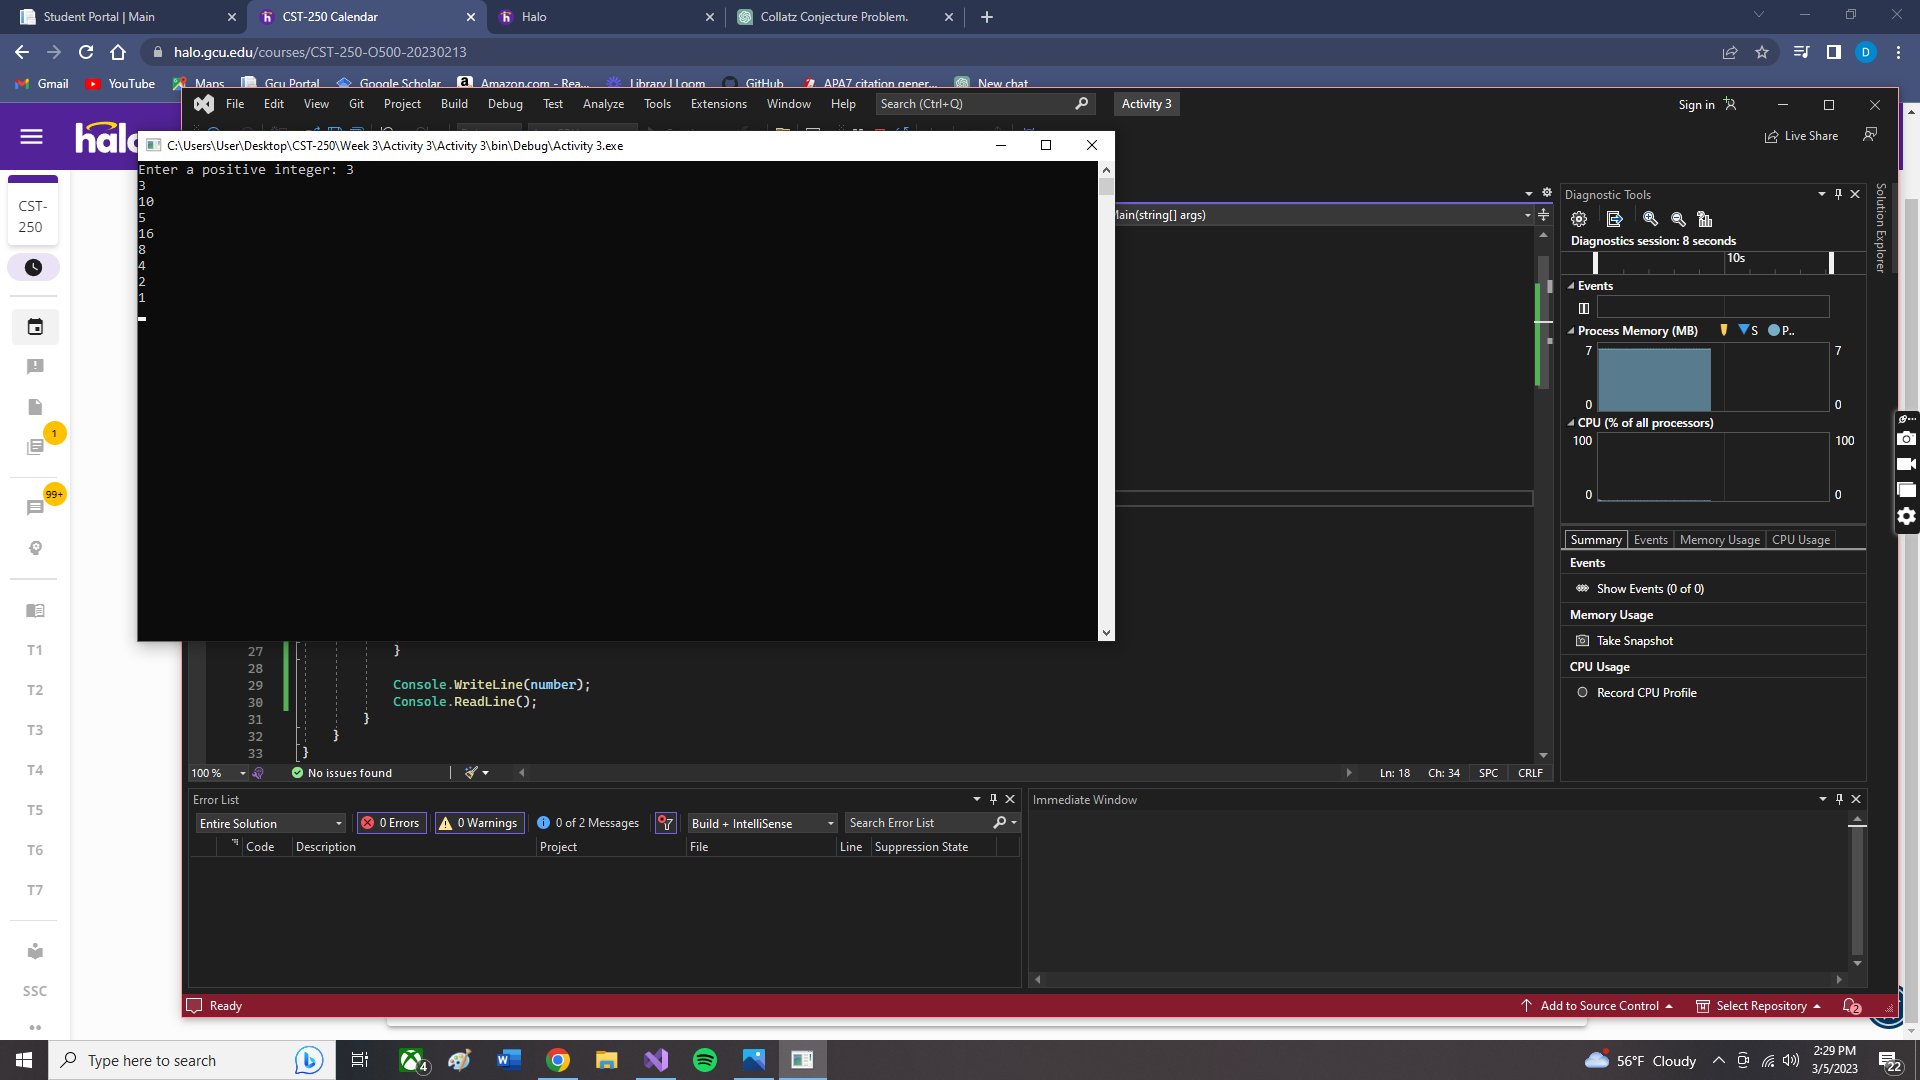 Student Portal | Main
CST-250 Calendar
Halo
Collatz Conjecture Problem.
halo.gcu.edu/courses/CST-250-O500-20230213
D
Gmail
YouTube
Maps
Gcu Portal
Google Scholar
Amazon.com - Rea...
Library | Loom
GitHub
APA7 citation gener...
New chat
halo
File Edit View Git Project Build Debug Test Analyze Tools Extensions Window Help
Search (Ctrl+Q)
Activity 3
Sign in
Live Share
C:\Users\User\Desktop\CST-250\Week 3\Activity 3\Activity 3\bin\Debug\Activity 3.exe
Enter a positive integer: 3
3
10
5
16
8
4
2
1
Main(string[] args)
CST-
250
1
99+
T1
T2
T3
T4
T5
T6
T7
SSC
27 }
28
29 Console.WriteLine(number);
30 Console.ReadLine();
31 }
32 }
33 }
100 %
No issues found
Ln: 18 Ch: 34 SPC CRLF
Diagnostic Tools
Solution Explorer
Diagnostics session: 8 seconds
10s
Events
Process Memory (MB)
S
P..
7 7
0 0
CPU (% of all processors)
100 100
0 0
Summary Events Memory Usage CPU Usage
Events
Show Events (0 of 0)
Memory Usage
Take Snapshot
CPU Usage
Record CPU Profile
Error List
Entire Solution
0 Errors
0 Warnings
0 of 2 Messages
Build + IntelliSense
Search Error List
Code Description Project File Line Suppression State
Immediate Window
Ready
Add to Source Control
Select Repository
2
Type here to search
4
56°F Cloudy
2:29 PM
3/5/2023
22